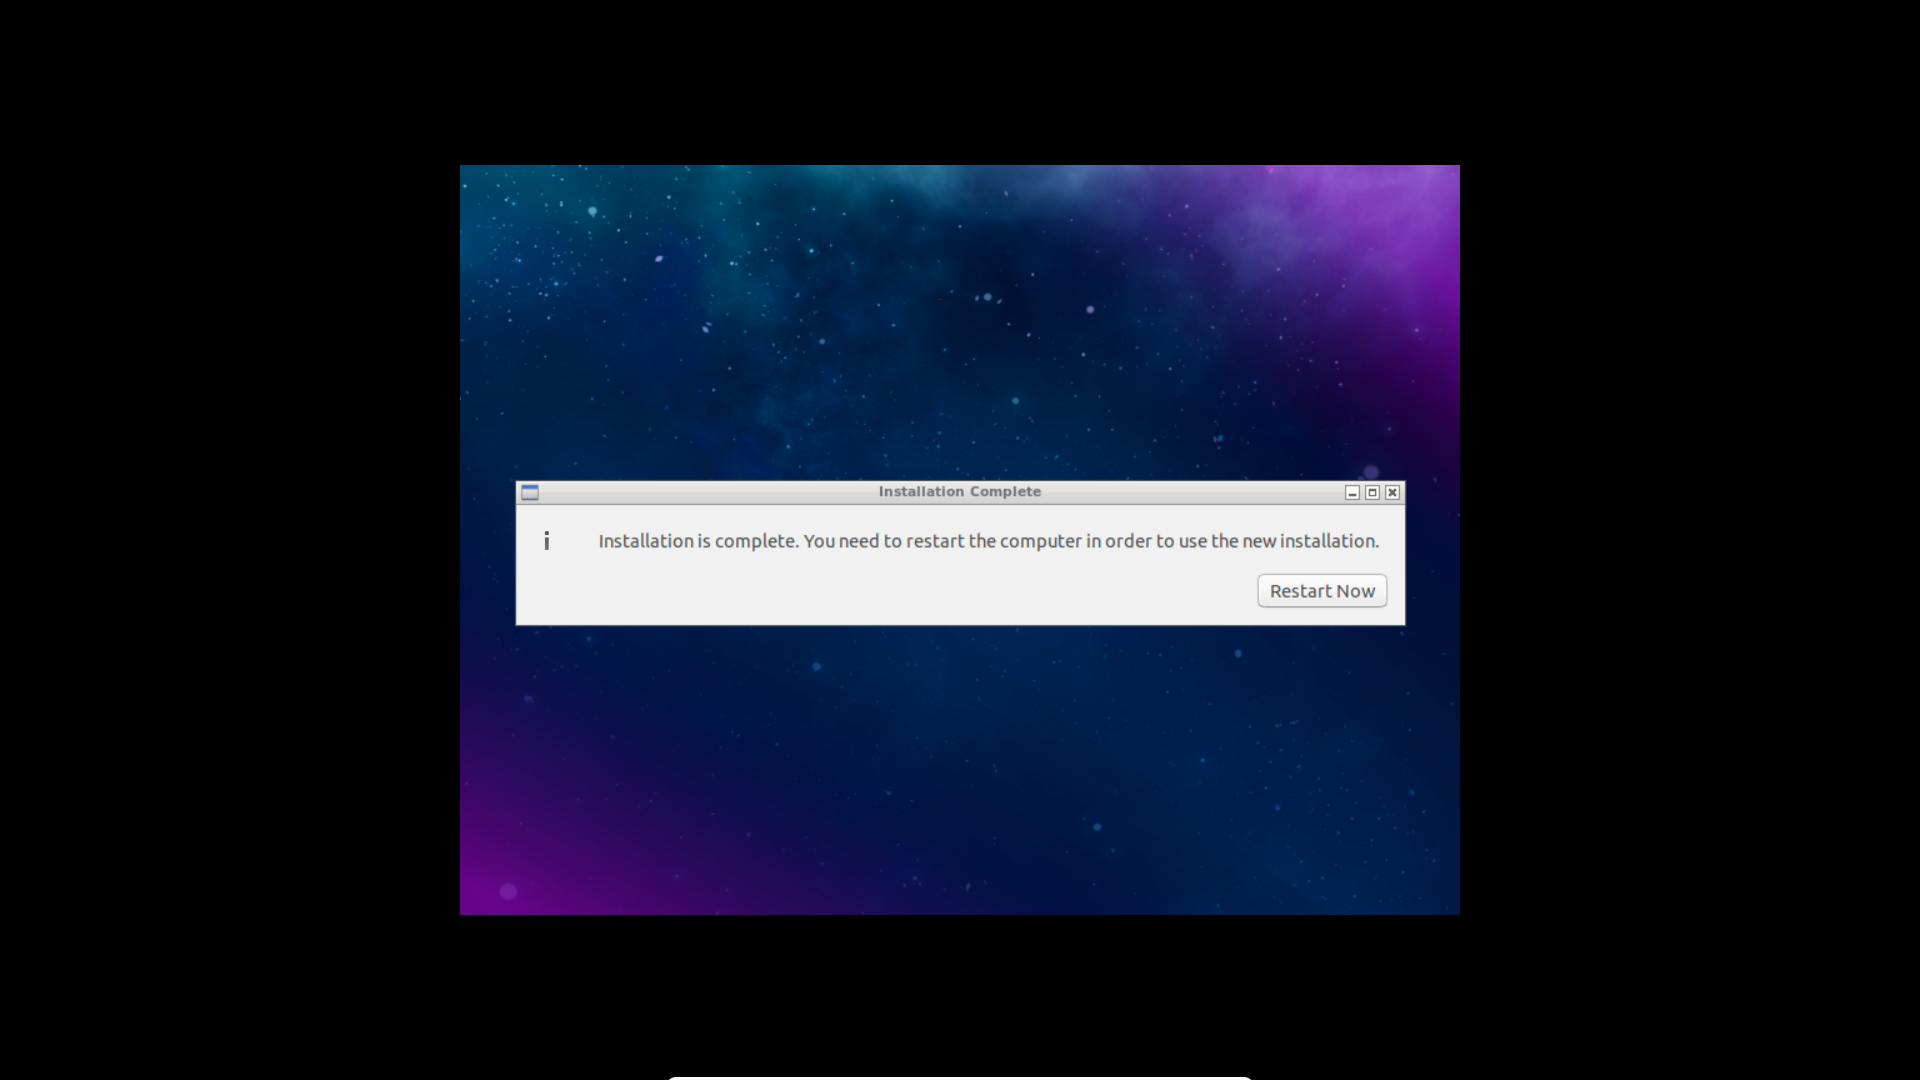 Installation Complete
Installation is complete. You need to restart the computer in order to use the new installation.
Restart Now